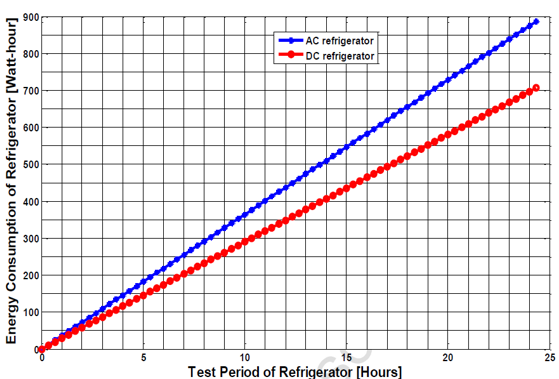 900
800
700
600
500
400
300
200
100
0
Energy Consumption of Refrigerator [Watt-hour]
AC refrigerator
DC refrigerator
0 5 10 15 20 25
Test Period of Refrigerator [Hours]